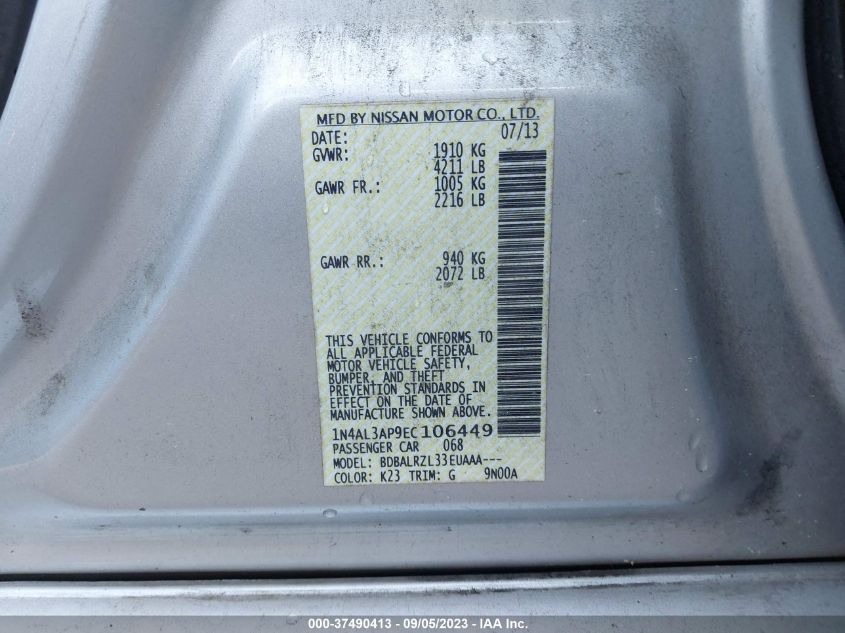 MFD BY NISSAN MOTOR CO., LTD.
DATE: 07/13
GVWR: 1910 KG
4211 LB
GAWR FR.: 1005 KG
2216 LB
GAWR RR.: 940 KG
2072 LB
THIS VEHICLE CONFORMS TO
ALL APPLICABLE FEDERAL
MOTOR VEHICLE SAFETY,
BUMPER, AND THEFT
PREVENTION STANDARDS IN
EFFECT ON THE DATE OF
MANUFACTURE SHOWN ABOVE.
1N4AL3AP9EC106449
PASSENGER CAR 068
MODEL: BDBALRZL33EUAAA---
COLOR: K23 TRIM: G 9N00A
000-37490413 - 09/05/2023 - IAA Inc.